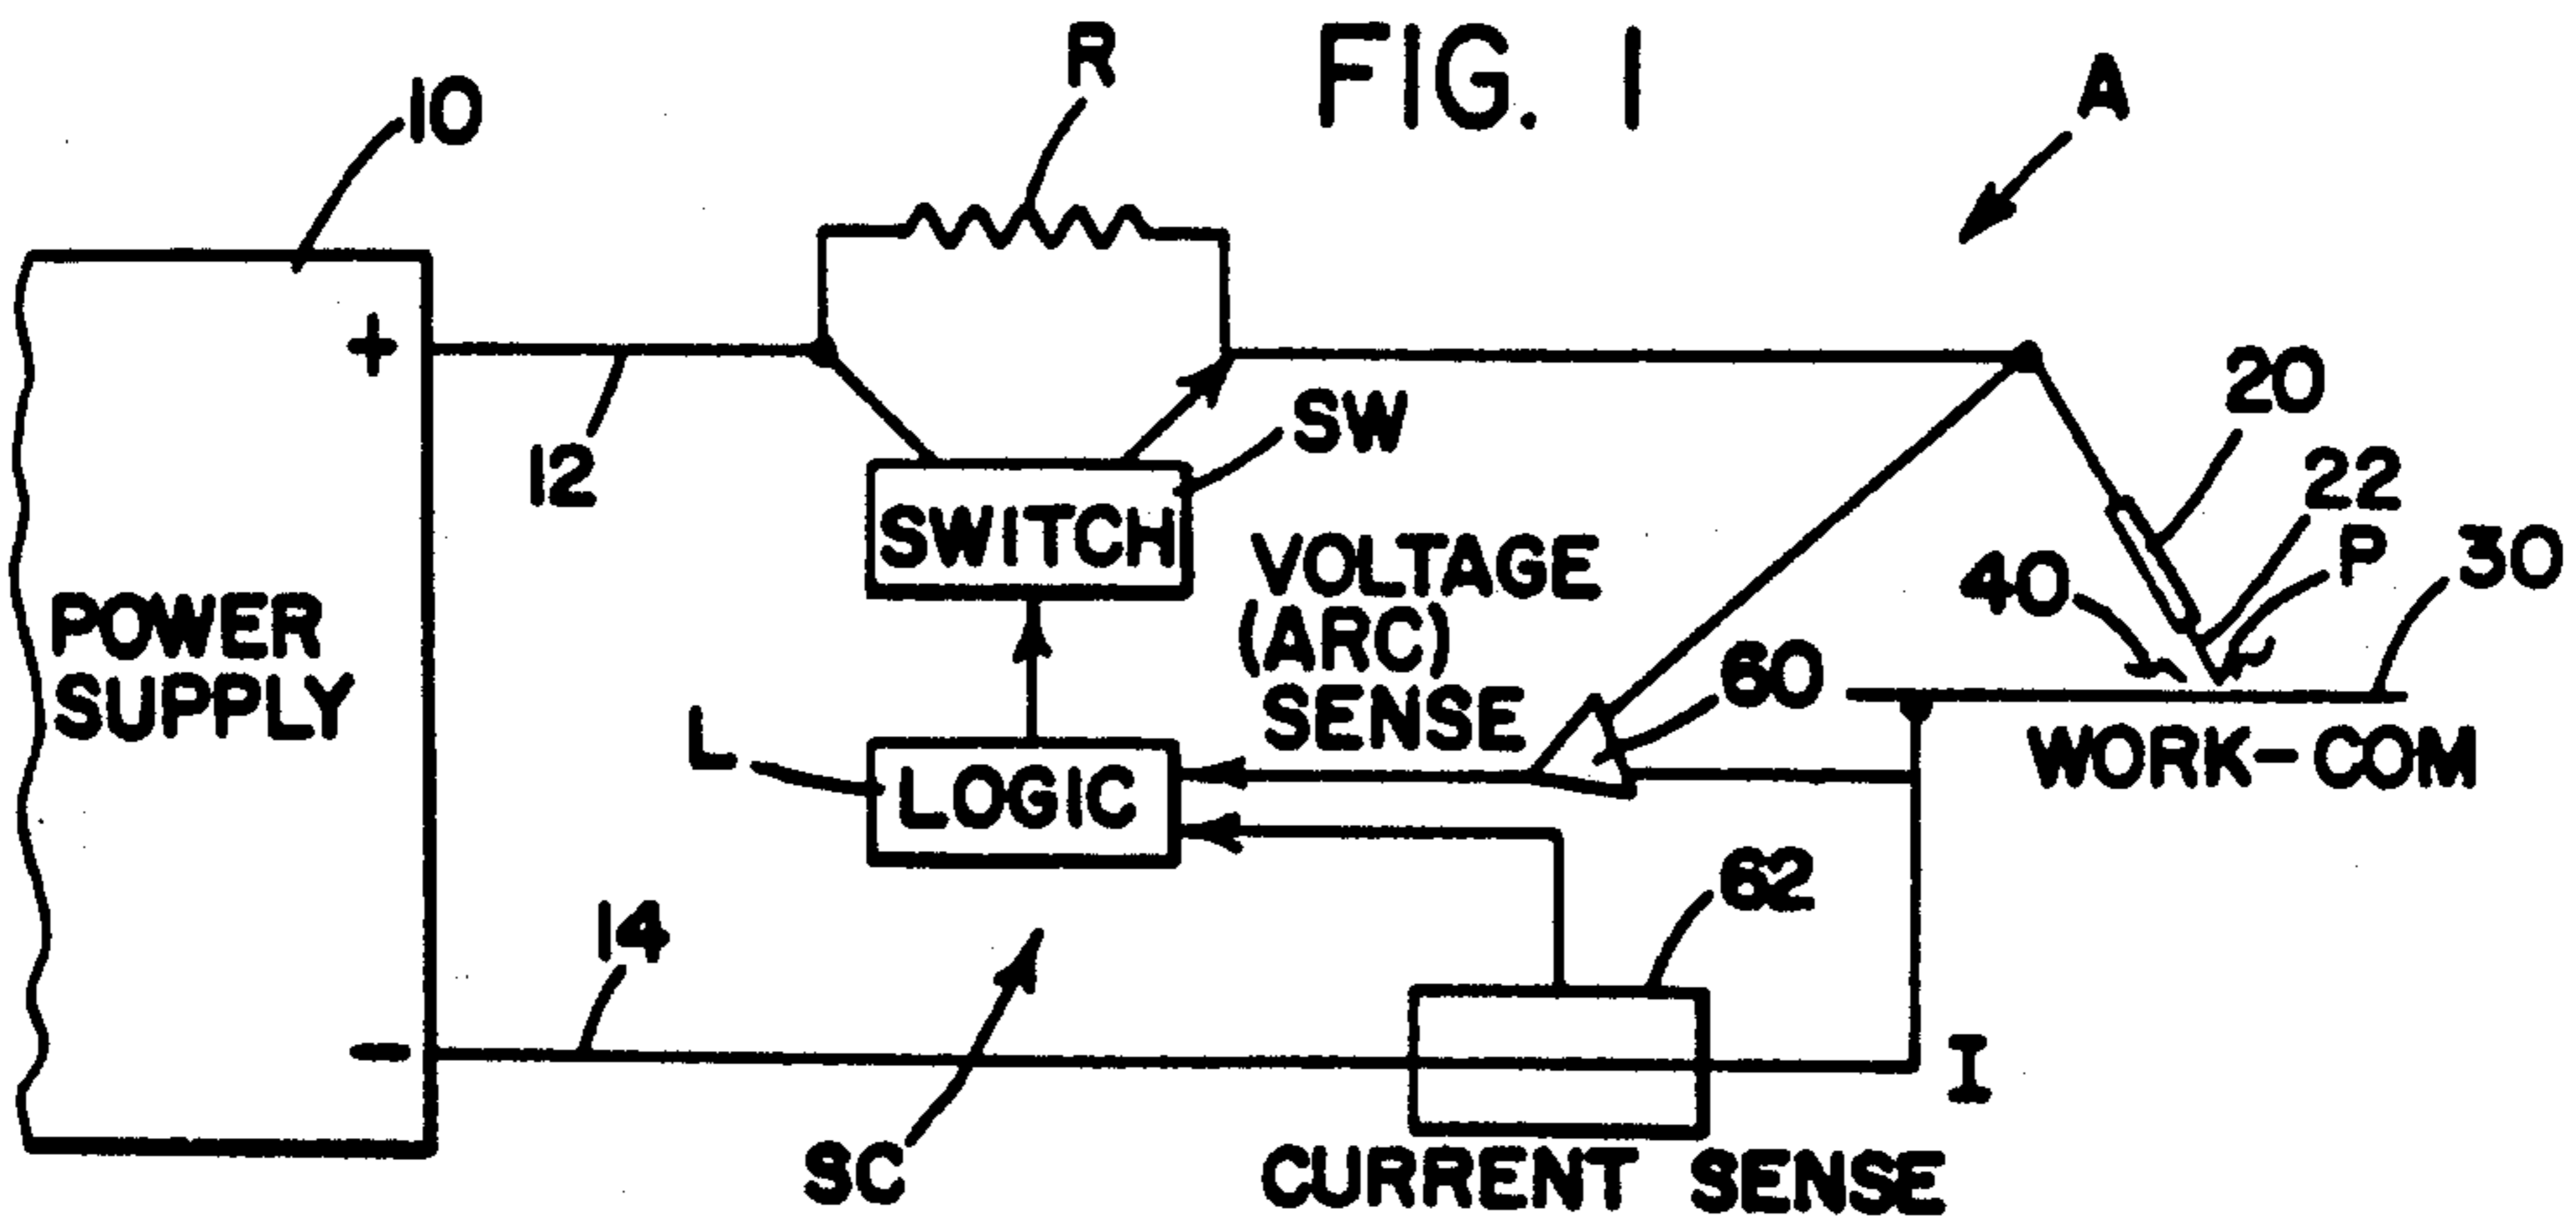 FIG. 1
R
A
10
+
12
SW
SWITCH
20
22
P
30
40
VOLTAGE
(ARC)
SENSE
60
POWER
SUPPLY
L
LOGIC
WORK-COM
62
14
-
I
SC
CURRENT SENSE